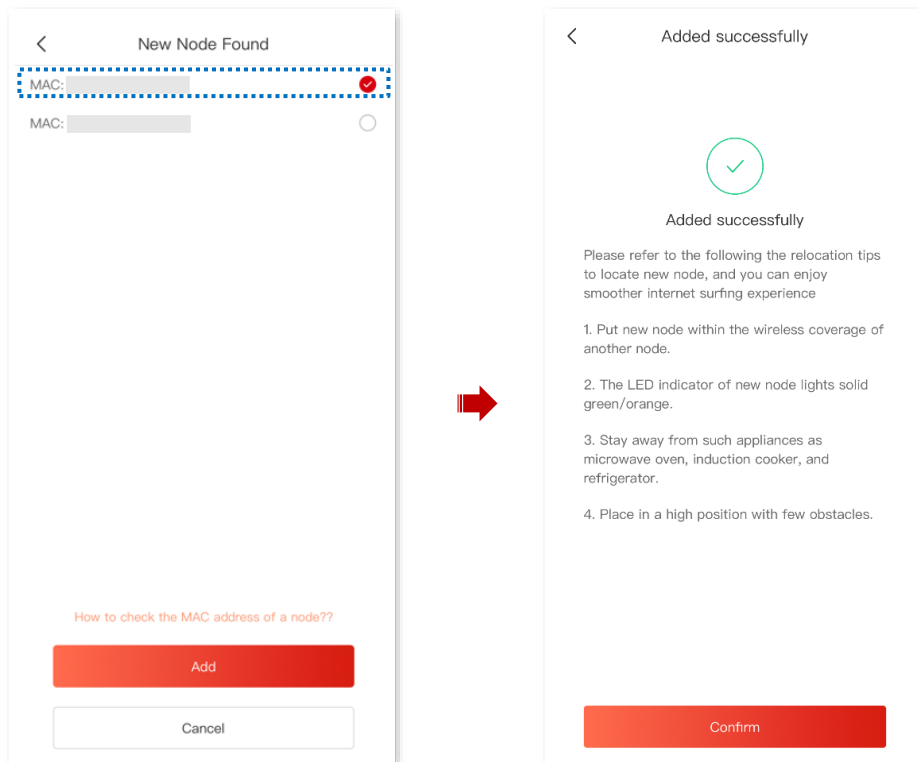 New Node Found
MAC:
MAC:
How to check the MAC address of a node??
Add
Cancel
Added successfully
Added successfully
Please refer to the following the relocation tips
to locate new node, and you can enjoy
smoother internet surfing experience
1. Put new node within the wireless coverage of
another node.
2. The LED indicator of new node lights solid
green/orange.
3. Stay away from such appliances as
microwave oven, induction cooker, and
refrigerator.
4. Place in a high position with few obstacles.
Confirm